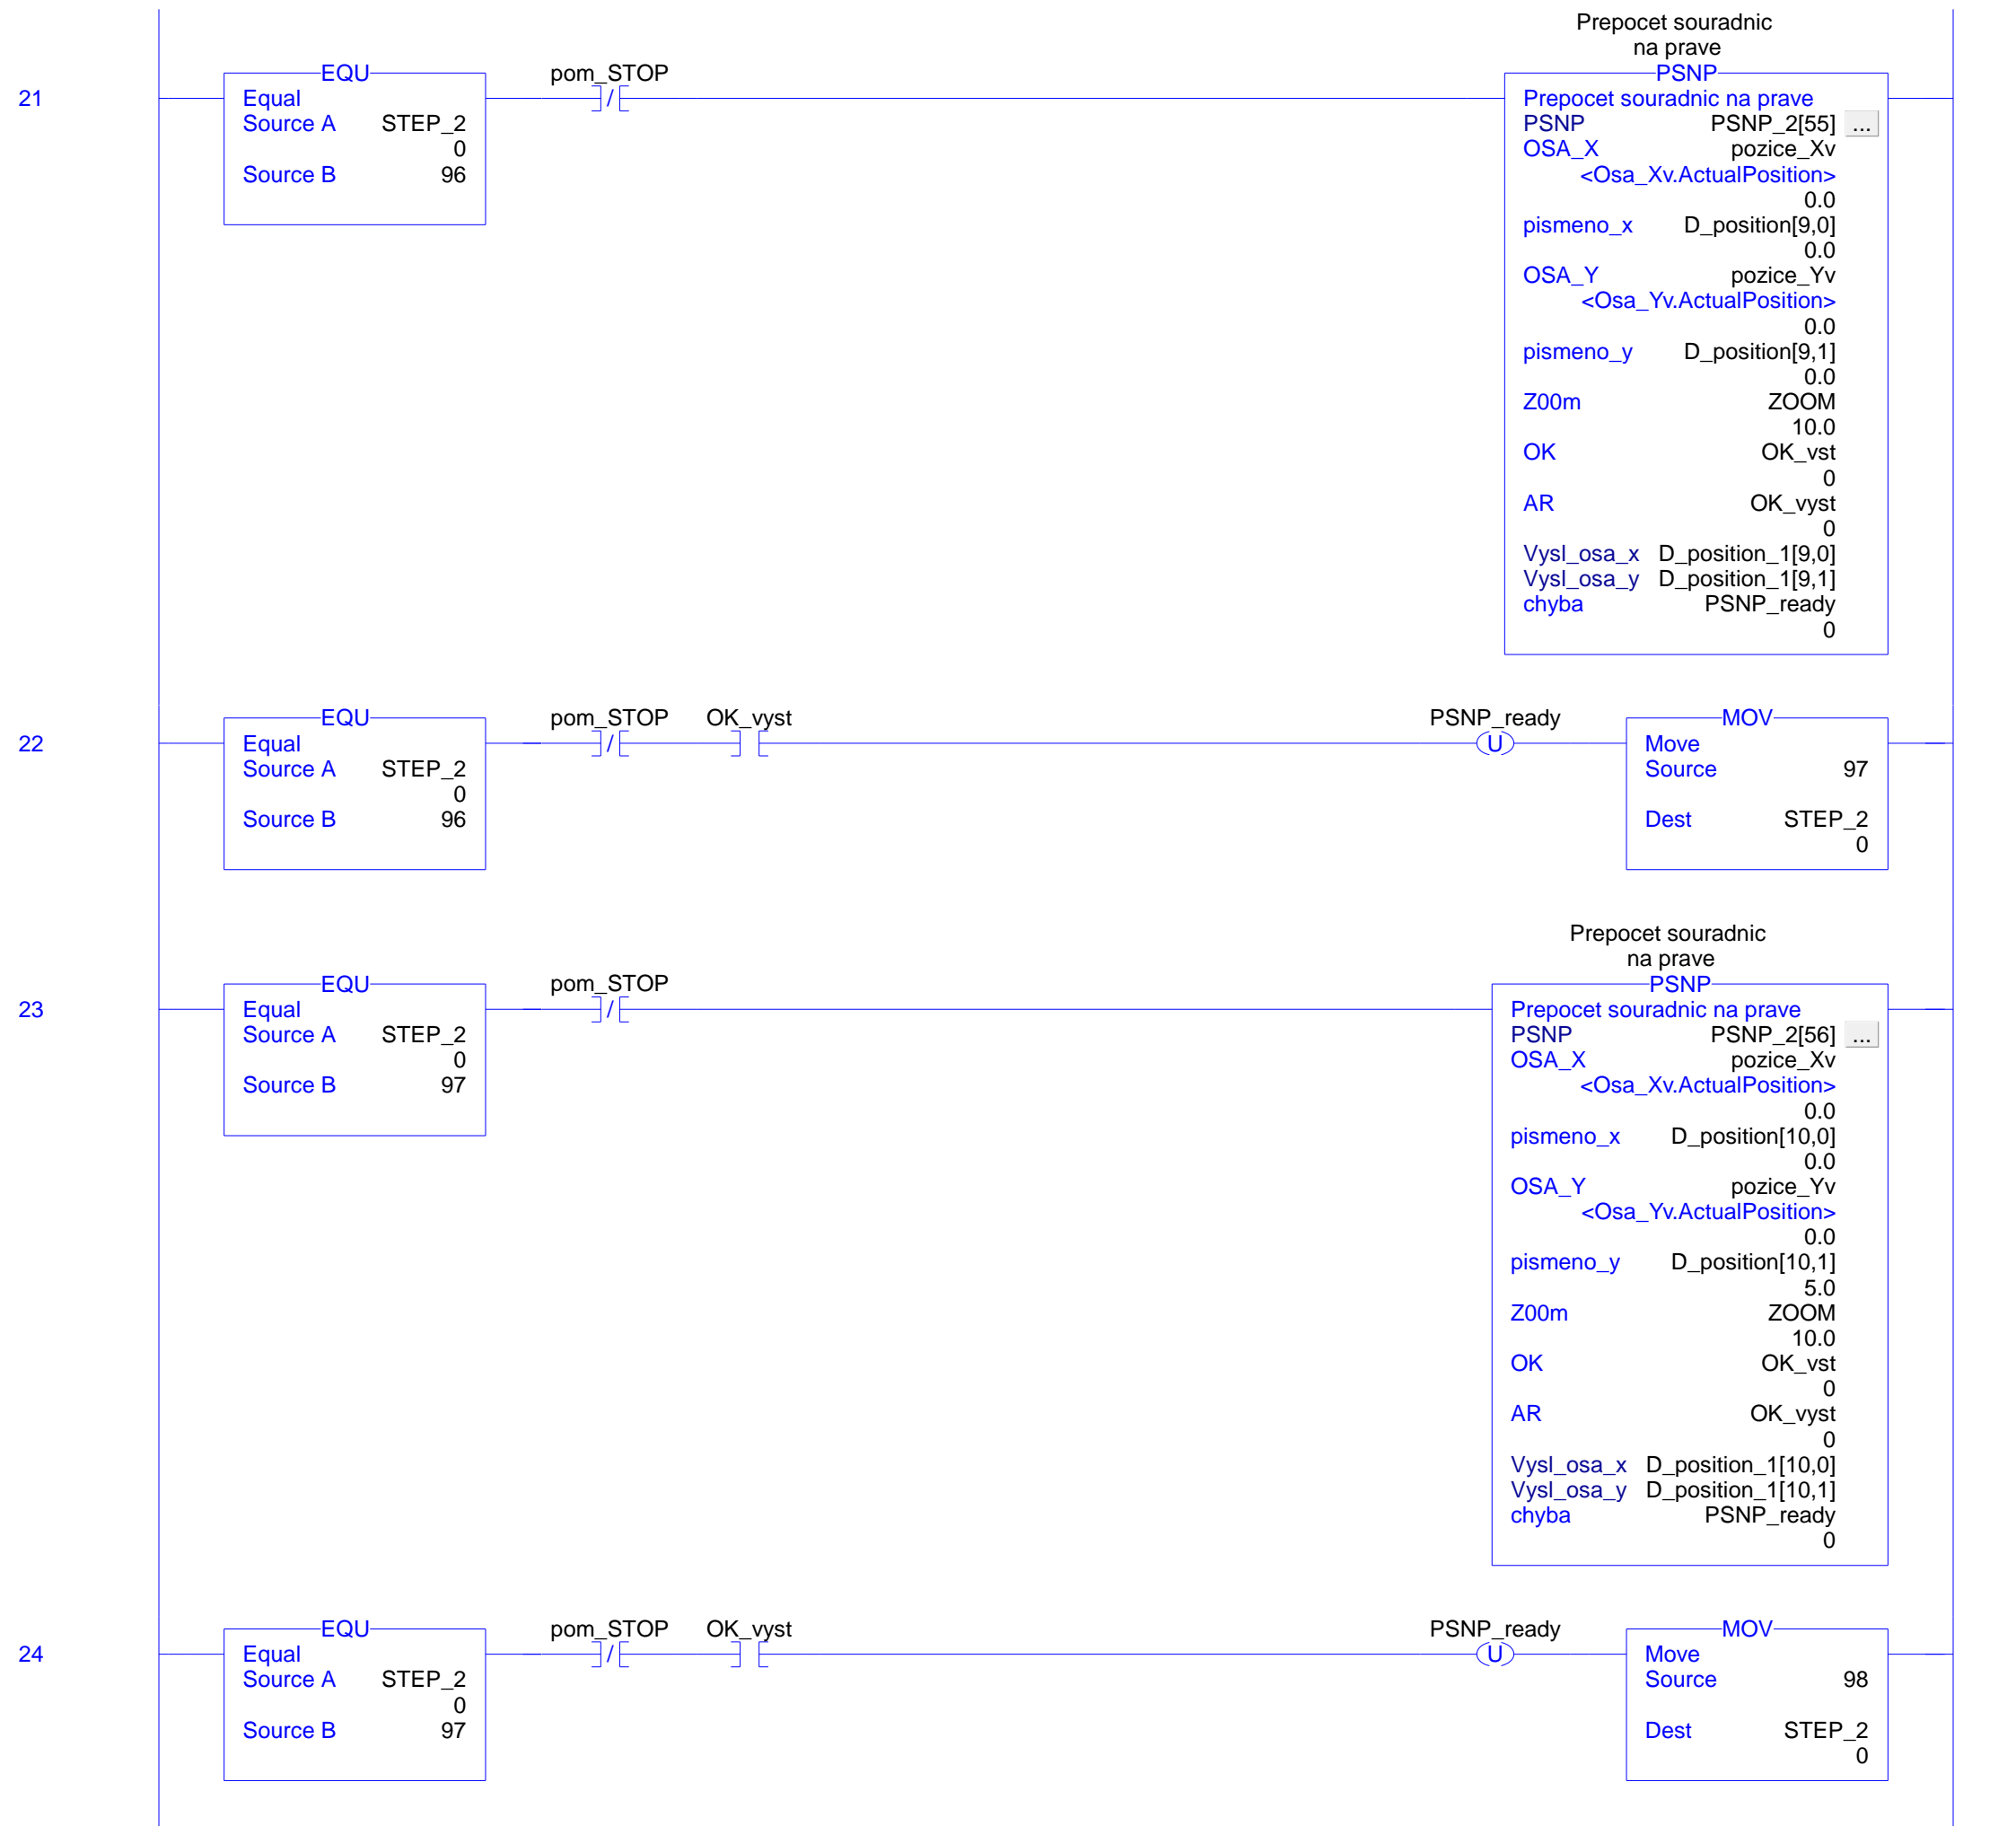 Prepocet souradnic
na prave
21
EQU
Equal
Source A STEP_2
0
Source B 96
pom_STOP
PSNP
Prepocet souradnic na prave
PSNP PSNP_2[55] ...
OSA_X pozice_Xv
<Osa_Xv.ActualPosition>
0.0
pismeno_x D_position[9,0]
0.0
OSA_Y pozice_Yv
<Osa_Yv.ActualPosition>
0.0
pismeno_y D_position[9,1]
0.0
Z00m ZOOM
10.0
OK OK_vst
0
AR OK_vyst
0
Vysl_osa_x D_position_1[9,0]
Vysl_osa_y D_position_1[9,1]
chyba PSNP_ready
0
22
EQU
Equal
Source A STEP_2
0
Source B 96
pom_STOP
OK_vyst
PSNP_ready
U
MOV
Move
Source 97
Dest STEP_2
0
Prepocet souradnic
na prave
23
EQU
Equal
Source A STEP_2
0
Source B 97
pom_STOP
PSNP
Prepocet souradnic na prave
PSNP PSNP_2[56] ...
OSA_X pozice_Xv
<Osa_Xv.ActualPosition>
0.0
pismeno_x D_position[10,0]
0.0
OSA_Y pozice_Yv
<Osa_Yv.ActualPosition>
0.0
pismeno_y D_position[10,1]
5.0
Z00m ZOOM
10.0
OK OK_vst
0
AR OK_vyst
0
Vysl_osa_x D_position_1[10,0]
Vysl_osa_y D_position_1[10,1]
chyba PSNP_ready
0
24
EQU
Equal
Source A STEP_2
0
Source B 97
pom_STOP
OK_vyst
PSNP_ready
U
MOV
Move
Source 98
Dest STEP_2
0